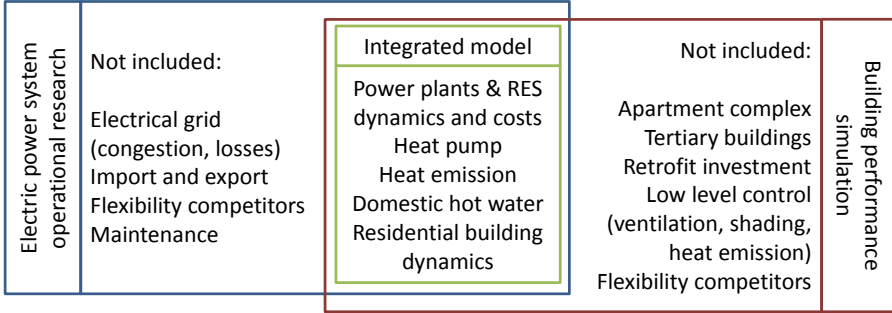 Electric power system
operational research
Not included:
Electrical grid
(congestion, losses)
Import and export
Flexibility competitors
Maintenance
Integrated model
Power plants & RES
dynamics and costs
Heat pump
Heat emission
Domestic hot water
Residential building
dynamics
Not included:
Apartment complex
Tertiary buildings
Retrofit investment
Low level control
(ventilation, shading,
heat emission)
Flexibility competitors
Building performance
simulation